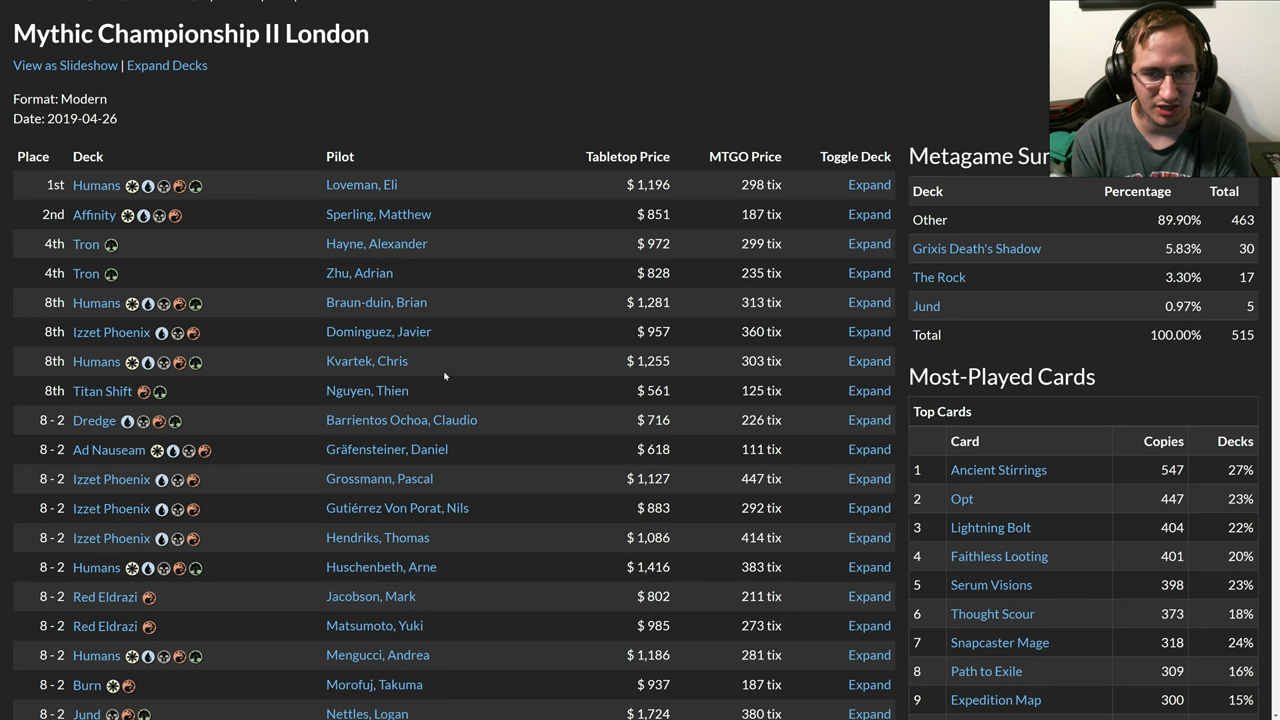 Mythic Championship II London
View as Slideshow | Expand Decks
Format: Modern
Date: 2019-04-26
Place Deck Pilot Tabletop Price MTGO Price Toggle Deck
1st Humans Loveman, Eli $ 1,196 298 tix Expand
2nd Affinity Sperling, Matthew $ 851 187 tix Expand
4th Tron Hayne, Alexander $ 972 299 tix Expand
4th Tron Zhu, Adrian $ 828 235 tix Expand
8th Humans Braun-duin, Brian $ 1,281 313 tix Expand
8th Izzet Phoenix Dominguez, Javier $ 957 360 tix Expand
8th Humans Kvartek, Chris $ 1,255 303 tix Expand
8th Titan Shift Nguyen, Thien $ 561 125 tix Expand
8 - 2 Dredge Barrientos Ochoa, Claudio $ 716 226 tix Expand
8 - 2 Ad Nauseam Gräfensteiner, Daniel $ 618 111 tix Expand
8 - 2 Izzet Phoenix Grossmann, Pascal $ 1,127 447 tix Expand
8 - 2 Izzet Phoenix Gutiérrez Von Porat, Nils $ 883 292 tix Expand
8 - 2 Izzet Phoenix Hendriks, Thomas $ 1,086 414 tix Expand
8 - 2 Humans Huschenbeth, Arne $ 1,416 383 tix Expand
8 - 2 Red Eldrazi Jacobson, Mark $ 802 211 tix Expand
8 - 2 Red Eldrazi Matsumoto, Yuki $ 985 273 tix Expand
8 - 2 Humans Mengucci, Andrea $ 1,186 281 tix Expand
8 - 2 Burn Morofuj, Takuma $ 937 187 tix Expand
8 - 2 Jund Nettles, Logan $ 1,724 380 tix Expand
Metagame Sum
Deck Percentage Total
Other 89.90% 463
Grixis Death's Shadow 5.83% 30
The Rock 3.30% 17
Jund 0.97% 5
Total 100.00% 515
Most-Played Cards
Top Cards
Card Copies Decks
1 Ancient Stirrings 547 27%
2 Opt 447 23%
3 Lightning Bolt 404 22%
4 Faithless Looting 401 20%
5 Serum Visions 398 23%
6 Thought Scour 373 18%
7 Snapcaster Mage 318 24%
8 Path to Exile 309 16%
9 Expedition Map 300 15%